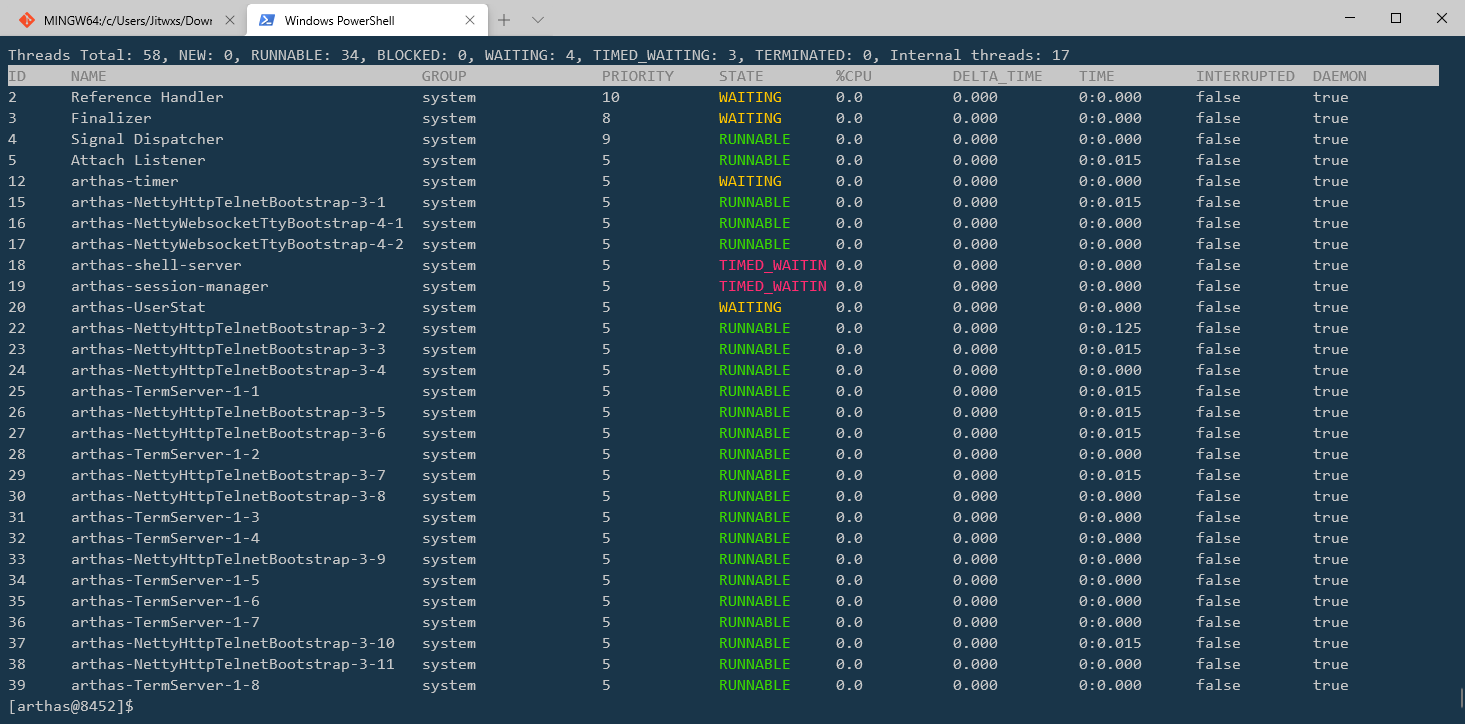 MINGW64:/c/Users/Jitwxs/Dowr Windows PowerShell
Threads Total: 58, NEW: 0, RUNNABLE: 34, BLOCKED: 0, WAITING: 4, TIMED_WAITING: 3, TERMINATED: 0, Internal threads: 17
ID NAME GROUP PRIORITY STATE %CPU DELTA_TIME TIME INTERRUPTED DAEMON
2 Reference Handler system 10 WAITING 0.0 0.000 0:0.000 false true
3 Finalizer system 8 WAITING 0.0 0.000 0:0.000 false true
4 Signal Dispatcher system 9 RUNNABLE 0.0 0.000 0:0.000 false true
5 Attach Listener system 5 RUNNABLE 0.0 0.000 0:0.015 false true
12 arthas-timer system 5 WAITING 0.0 0.000 0:0.000 false true
15 arthas-NettyHttpTelnetBootstrap-3-1 system 5 RUNNABLE 0.0 0.000 0:0.015 false true
16 arthas-NettyWebsocketTtyBootstrap-4-1 system 5 RUNNABLE 0.0 0.000 0:0.000 false true
17 arthas-NettyWebsocketTtyBootstrap-4-2 system 5 RUNNABLE 0.0 0.000 0:0.000 false true
18 arthas-shell-server system 5 TIMED_WAITIN 0.0 0.000 0:0.000 false true
19 arthas-session-manager system 5 TIMED_WAITIN 0.0 0.000 0:0.000 false true
20 arthas-UserStat system 5 WAITING 0.0 0.000 0:0.000 false true
22 arthas-NettyHttpTelnetBootstrap-3-2 system 5 RUNNABLE 0.0 0.000 0:0.125 false true
23 arthas-NettyHttpTelnetBootstrap-3-3 system 5 RUNNABLE 0.0 0.000 0:0.015 false true
24 arthas-NettyHttpTelnetBootstrap-3-4 system 5 RUNNABLE 0.0 0.000 0:0.000 false true
25 arthas-TermServer-1-1 system 5 RUNNABLE 0.0 0.000 0:0.015 false true
26 arthas-NettyHttpTelnetBootstrap-3-5 system 5 RUNNABLE 0.0 0.000 0:0.015 false true
27 arthas-NettyHttpTelnetBootstrap-3-6 system 5 RUNNABLE 0.0 0.000 0:0.015 false true
28 arthas-TermServer-1-2 system 5 RUNNABLE 0.0 0.000 0:0.000 false true
29 arthas-NettyHttpTelnetBootstrap-3-7 system 5 RUNNABLE 0.0 0.000 0:0.015 false true
30 arthas-NettyHttpTelnetBootstrap-3-8 system 5 RUNNABLE 0.0 0.000 0:0.000 false true
31 arthas-TermServer-1-3 system 5 RUNNABLE 0.0 0.000 0:0.000 false true
32 arthas-TermServer-1-4 system 5 RUNNABLE 0.0 0.000 0:0.000 false true
33 arthas-NettyHttpTelnetBootstrap-3-9 system 5 RUNNABLE 0.0 0.000 0:0.000 false true
34 arthas-TermServer-1-5 system 5 RUNNABLE 0.0 0.000 0:0.000 false true
35 arthas-TermServer-1-6 system 5 RUNNABLE 0.0 0.000 0:0.000 false true
36 arthas-TermServer-1-7 system 5 RUNNABLE 0.0 0.000 0:0.000 false true
37 arthas-NettyHttpTelnetBootstrap-3-10 system 5 RUNNABLE 0.0 0.000 0:0.015 false true
38 arthas-NettyHttpTelnetBootstrap-3-11 system 5 RUNNABLE 0.0 0.000 0:0.000 false true
39 arthas-TermServer-1-8 system 5 RUNNABLE 0.0 0.000 0:0.000 false true
[arthas@8452]$